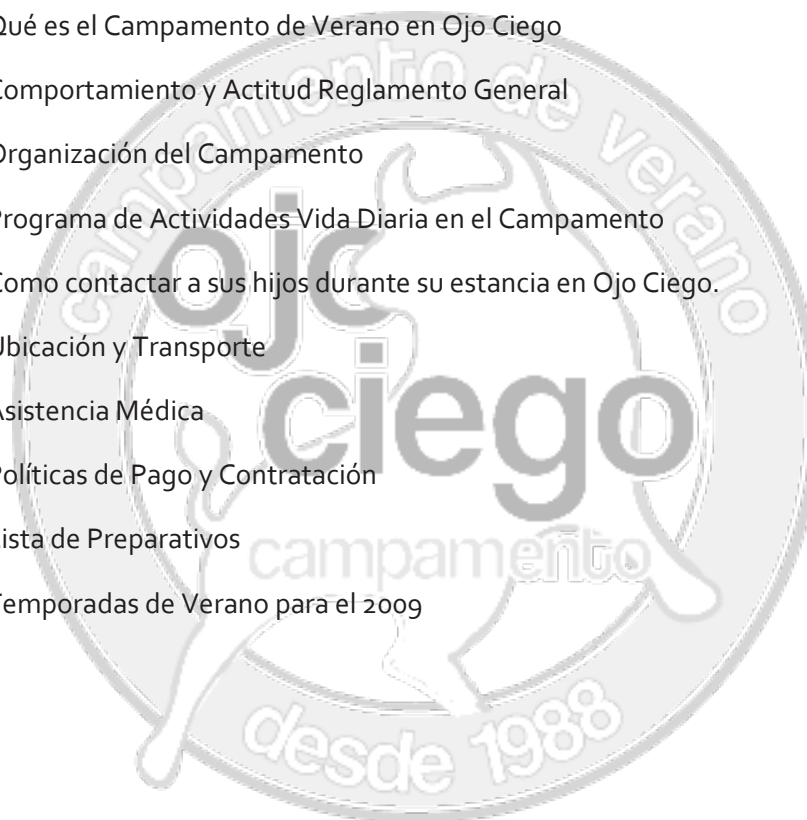 Qué es el Campamento de Verano en Ojo Ciego
Comportamiento y Actitud Reglamento General
Organización del Campamento
Programa de Actividades Vida Diaria en el Campamento
Como contactar a sus hijos durante su estancia en Ojo Ciego.
Ubicación y Transporte
Asistencia Médica
Políticas de Pago y Contratación
Lista de Preparativos
Temporadas de Verano para el 2009
campamento de verano
ojo
ciego
campamento
desde 1988